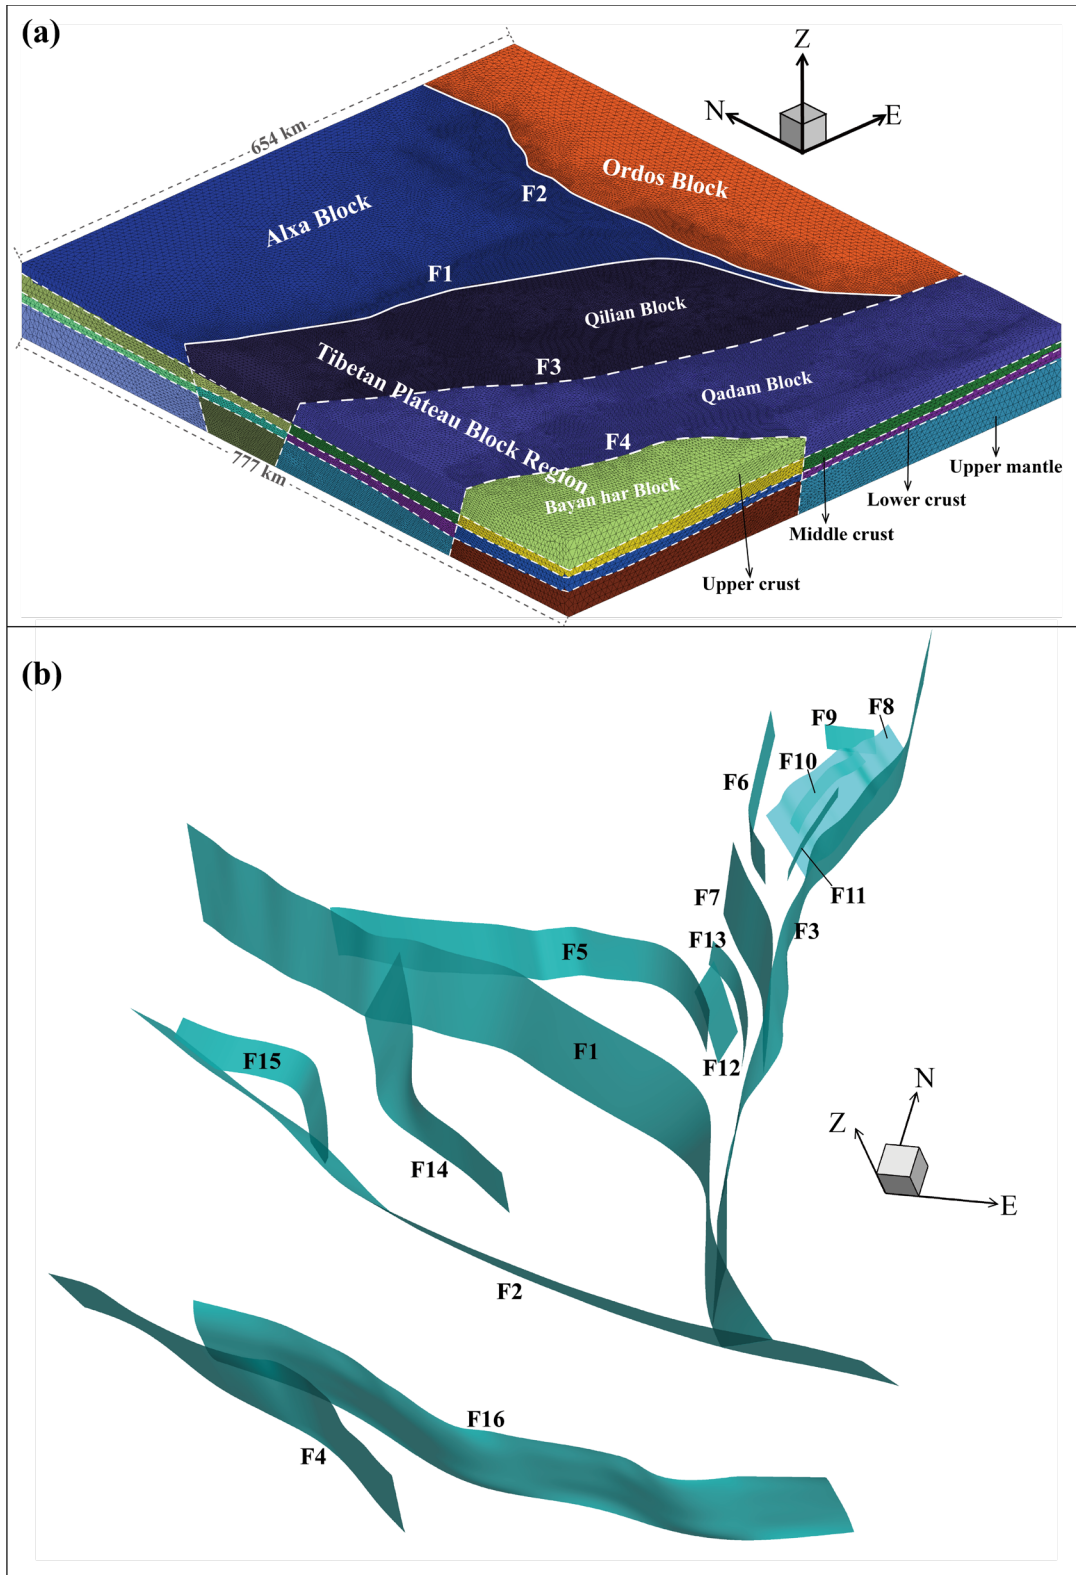 (a)
Z
N
E
654 km
Ordos Block
F2
Alxa Block
F1
Qilian Block
Tibetan Plateau Block Region
F3
Qadam Block
F4
777 km
Bayan har Block
Upper mantle
Lower crust
Middle crust
Upper crust
(b)
F8
F9
F10
F6
F11
F7
F3
F13
F5
F1
F12
F15
N
Z
E
F14
F2
F16
F4